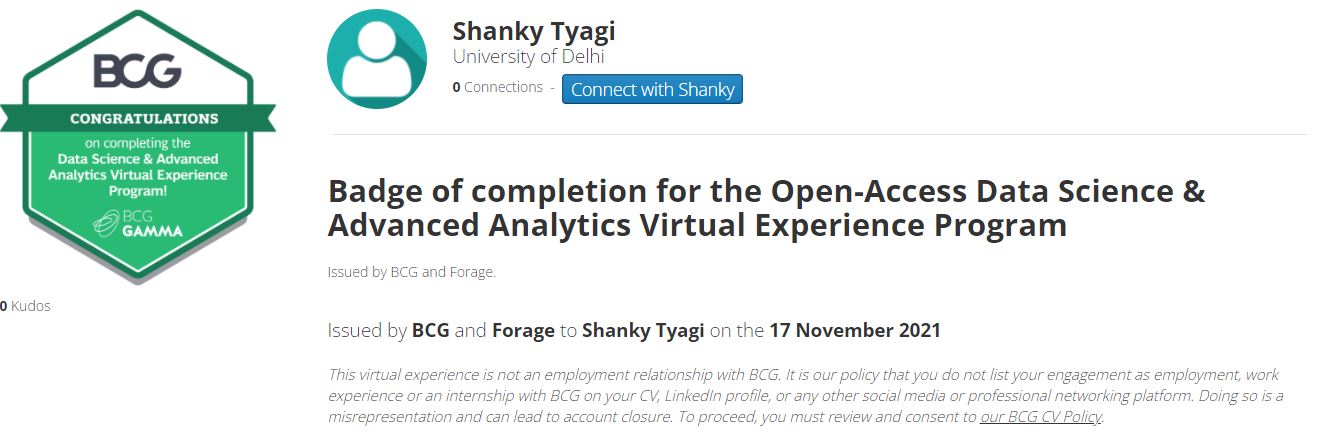 BCG
CONGRATULATIONS
on completing the
Data Science & Advanced
Analytics Virtual Experience
Program!
BCG
GAMMA
0 Kudos
Shanky Tyagi
University of Delhi
0 Connections - Connect with Shanky
Badge of completion for the Open-Access Data Science &
Advanced Analytics Virtual Experience Program
Issued by BCG and Forage.
Issued by BCG and Forage to Shanky Tyagi on the 17 November 2021
This virtual experience is not an employment relationship with BCG. It is our policy that you do not list your engagement as employment, work
experience or an internship with BCG on your CV, LinkedIn profile, or any other social media or professional networking platform. Doing so is a
misrepresentation and can lead to account closure. To proceed, you must review and consent to our BCG CV Policy.